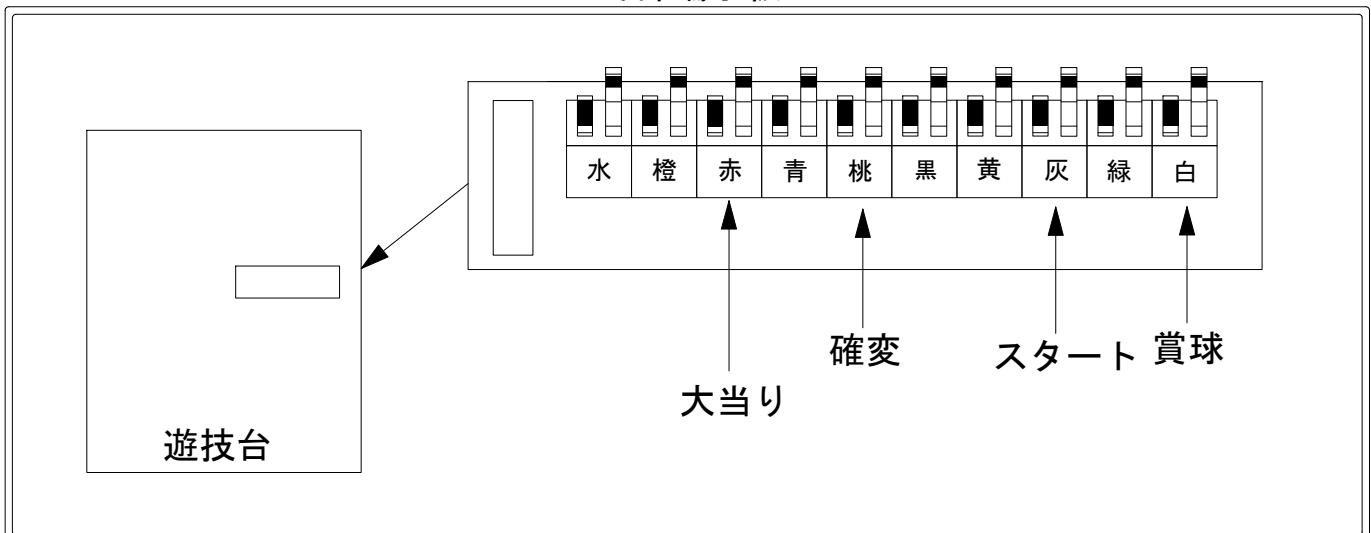 水 橙 赤 青 桃 黒 黄 灰 緑 白
確変 スタート 賞球
大当り
遊技台